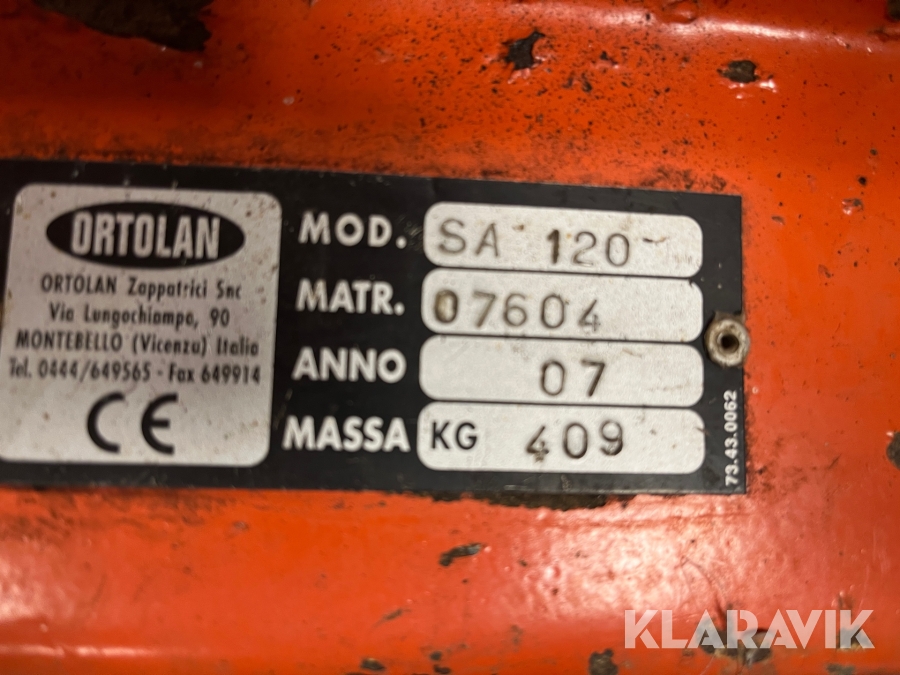 ORTOLAN
ORTOLAN Zappatrici Snc
Via Lungochiampo, 90
MONTEBELLO (Vicenza) Italia
Tel. 0444/649565 - Fax 649914
CE
MOD. SA 120
MATR. 07604
ANNO 07
MASSA KG 409
73.43.0062
KLARAVIK